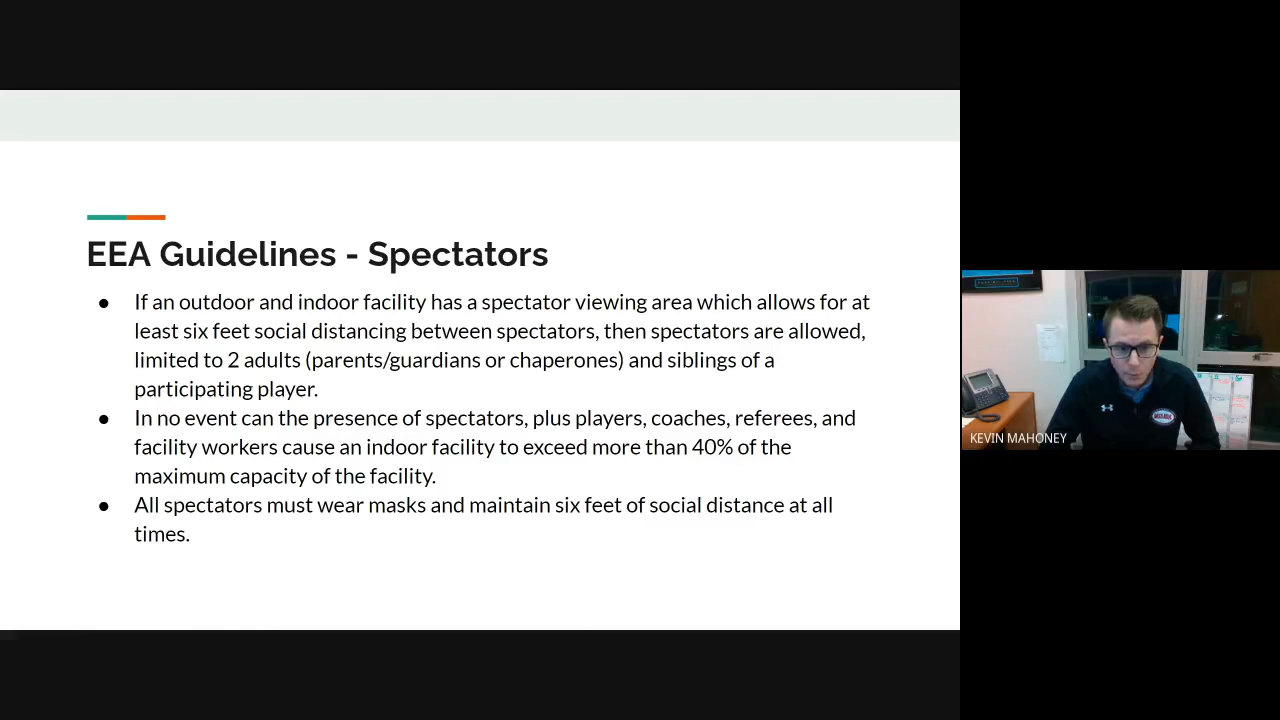 EEA Guidelines - Spectators
● If an outdoor and indoor facility has a spectator viewing area which allows for at
least six feet social distancing between spectators, then spectators are allowed,
limited to 2 adults (parents/guardians or chaperones) and siblings of a
participating player.
● In no event can the presence of spectators, plus players, coaches, referees, and
facility workers cause an indoor facility to exceed more than 40% of the
maximum capacity of the facility.
● All spectators must wear masks and maintain six feet of social distance at all
times.
KEVIN MAHONEY